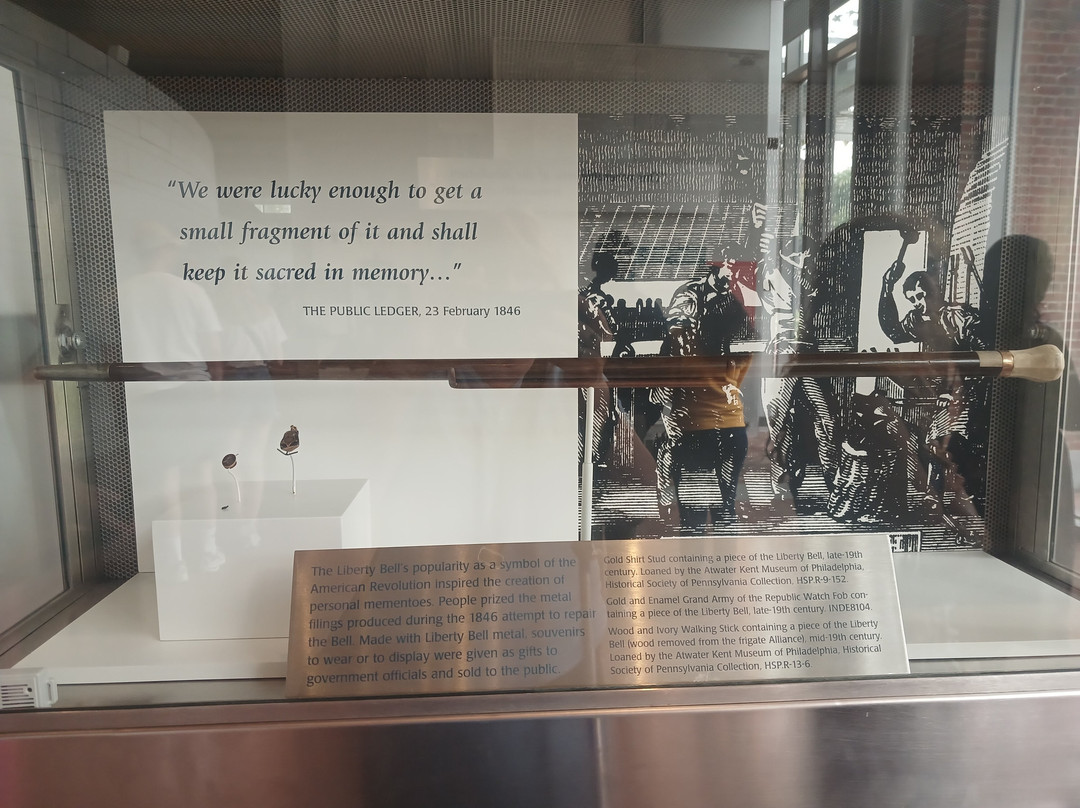 “We were lucky enough to get a
small fragment of it and shall
keep it sacred in memory...”
THE PUBLIC LEDGER, 23 February 1846
The Liberty Bell's popularity as a symbol of the
American Revolution inspired the creation of
personal mementoes. People prized the metal
filings produced during the 1846 attempt to repair
the Bell. Made with Liberty Bell metal, souvenirs
to wear or to display were given as gifts to
government officials and sold to the public.
Gold Shirt Stud containing a piece of the Liberty Bell, late-19th
century. Loaned by the Atwater Kent Museum of Philadelphia,
Historical Society of Pennsylvania Collection, HSP.R-9-152.
Gold and Enamel Grand Army of the Republic Watch Fob con-
taining a piece of the Liberty Bell, late-19th century. INDE8104.
Wood and Ivory Walking Stick containing a piece of the Liberty
Bell (wood removed from the frigate Alliance), mid-19th century.
Loaned by the Atwater Kent Museum of Philadelphia, Historical
Society of Pennsylvania Collection, HSP.R-13-6.